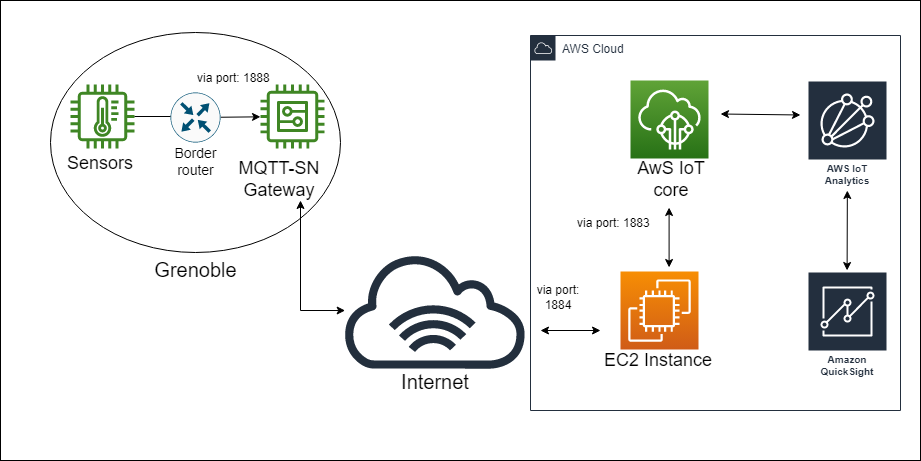 via port: 1888
Sensors
Border
router
MQTT-SN
Gateway
Grenoble
Internet
AWS Cloud
AwS IoT
core
AWS IoT
Analytics
via port: 1883
via port:
1884
EC2 Instance
Amazon
QuickSight